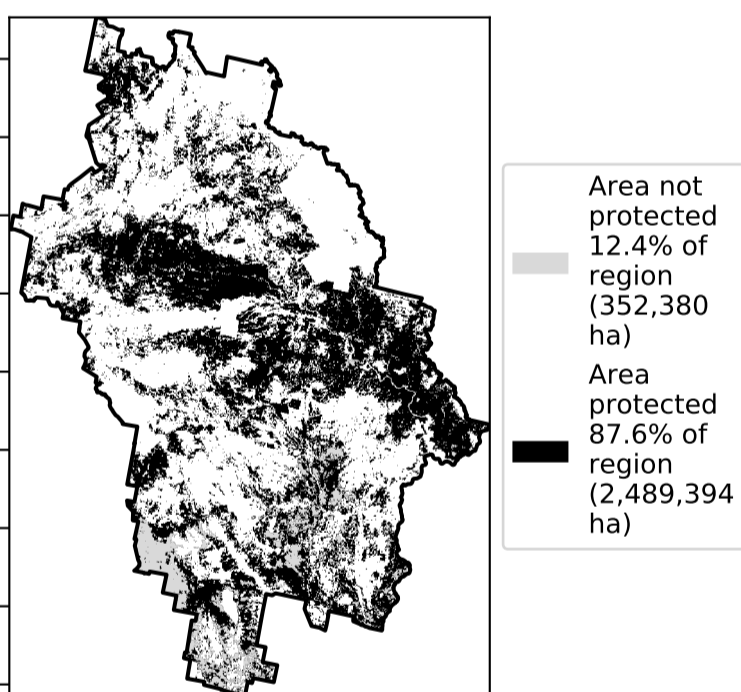 Area not
protected
12.4% of
region
(352,380
ha)
Area
protected
87.6% of
region
(2,489,394
ha)